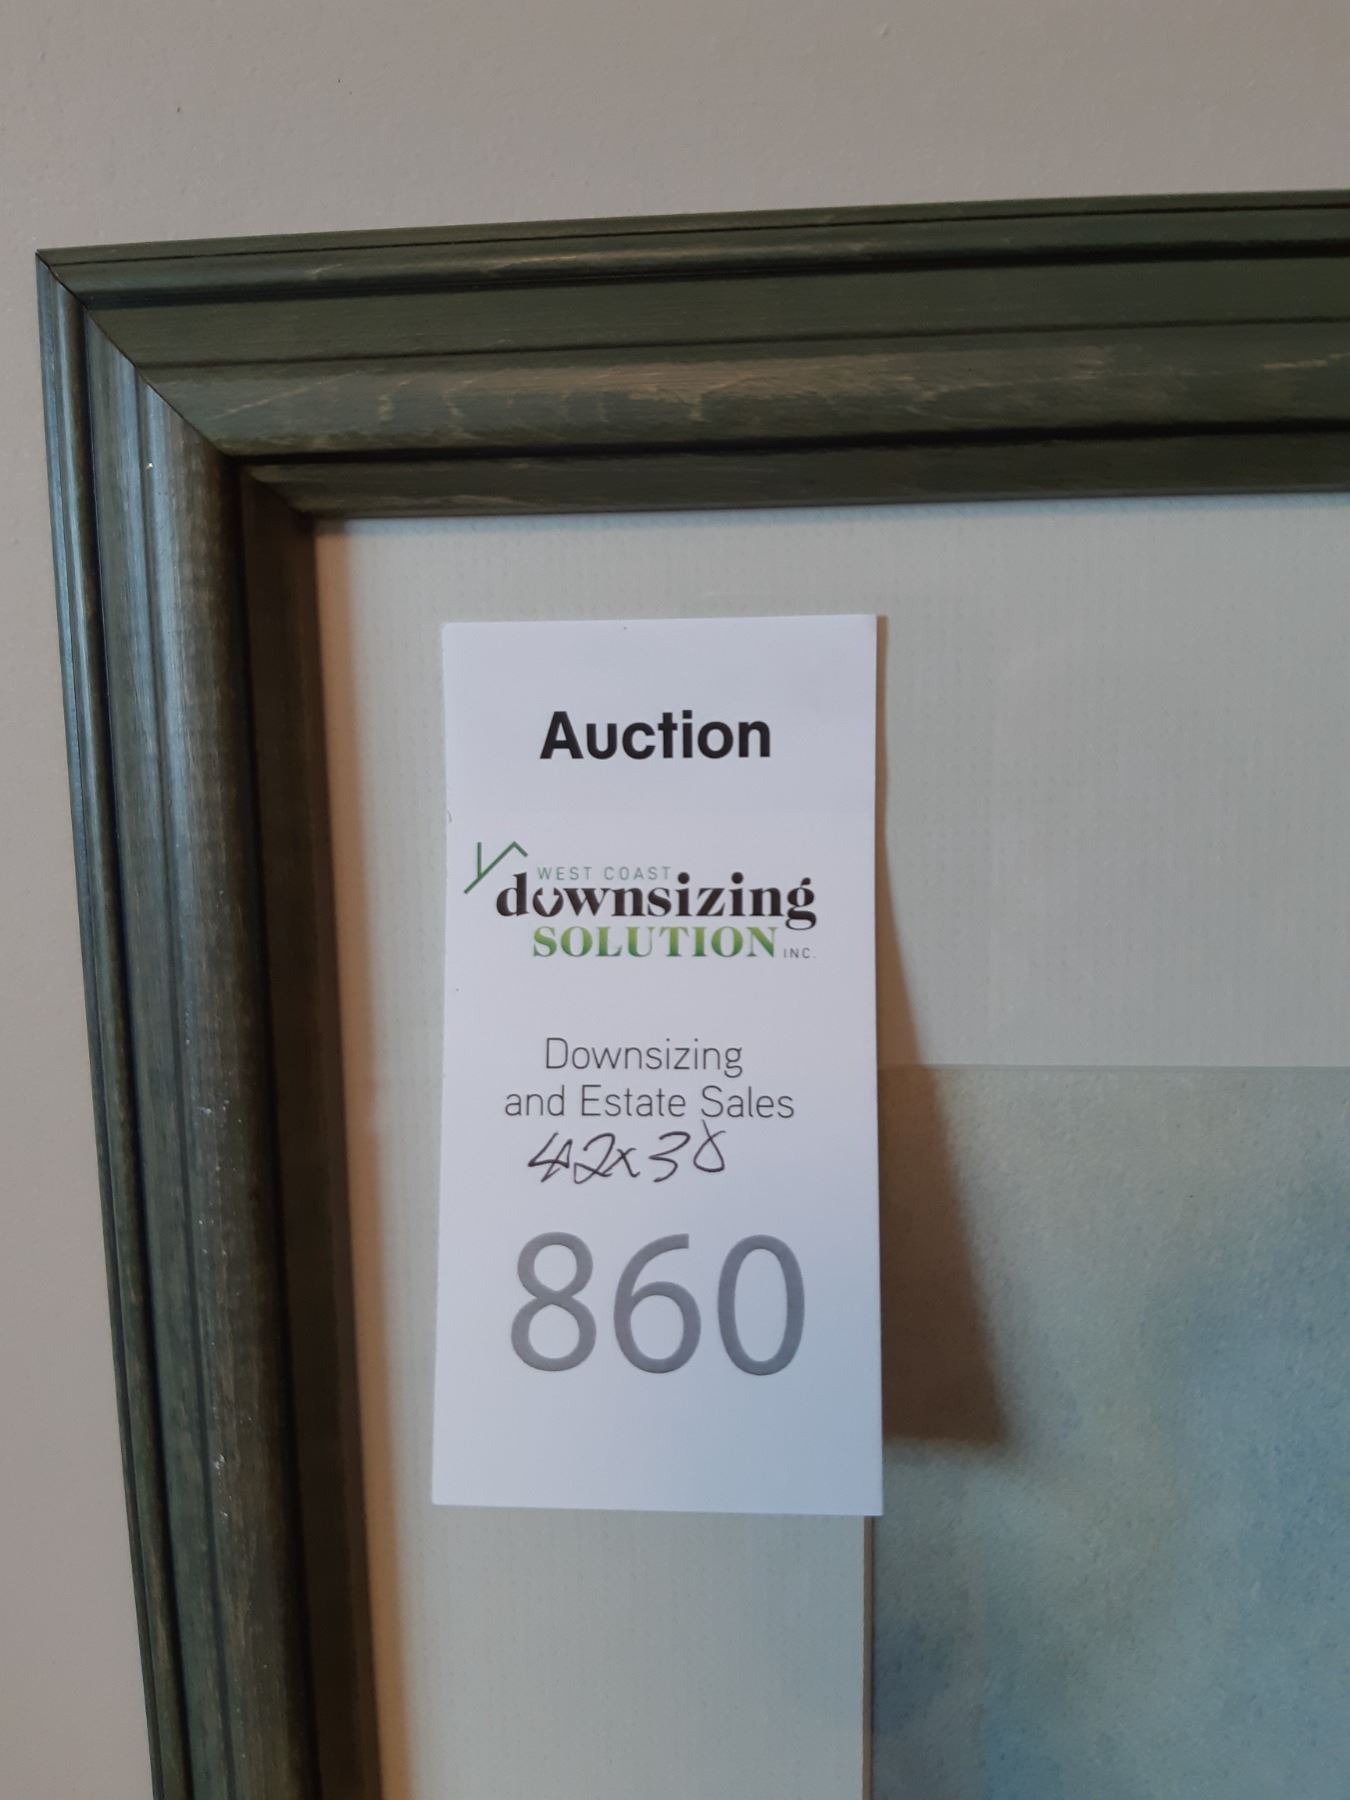 Auction
WEST COAST
downsizing
SOLUTION INC.
Downsizing
and Estate Sales
42x38
860